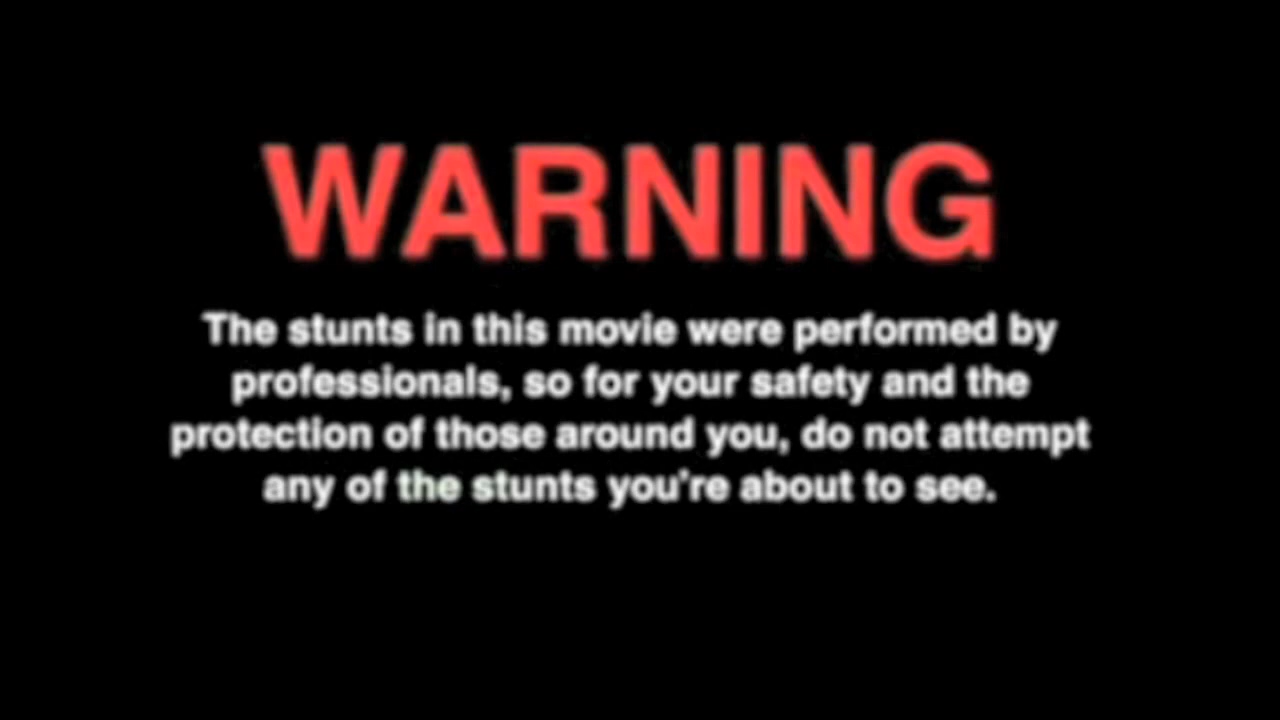 WARNING
The stunts in this movie were performed by
professionals, so for your safety and the
protection of those around you, do not attempt
any of the stunts you're about to see.